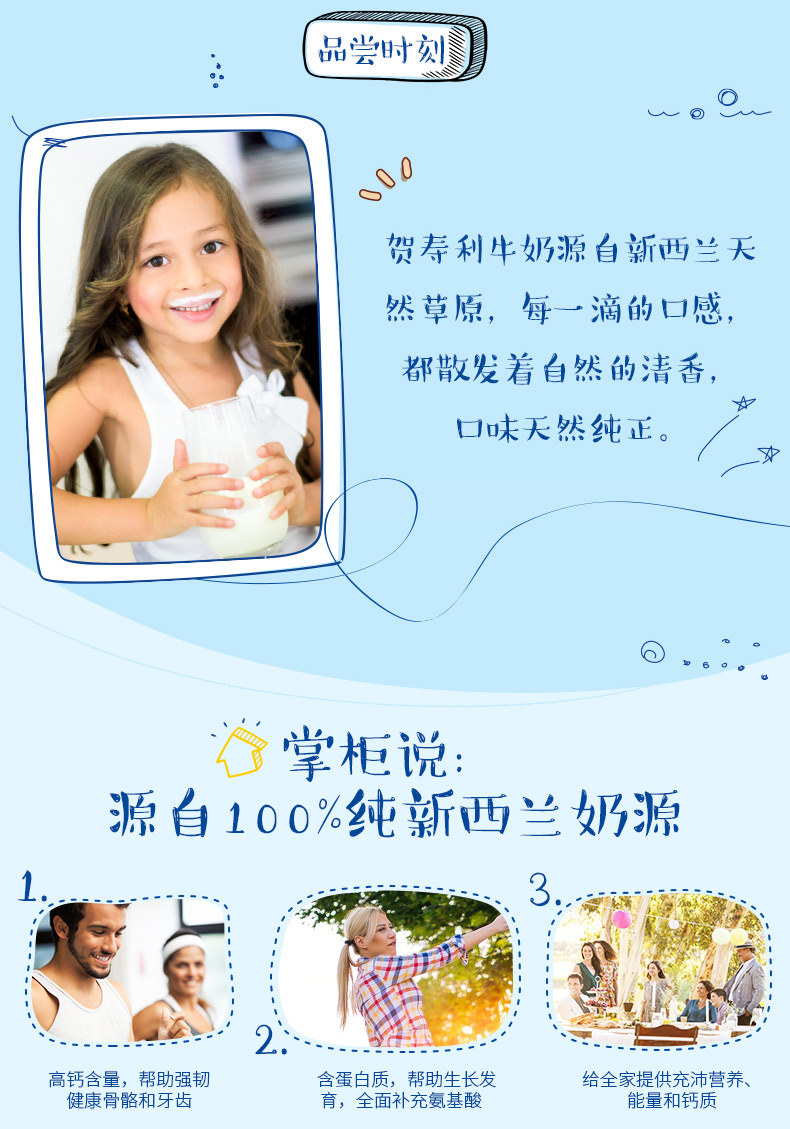 品尝时刻
贺寿利牛奶源自新西兰天
然草原，每一滴的口感，
都散发着自然的清香，
口味天然纯正。
掌柜说：
源自100%纯新西兰奶源
1.
高钙含量，帮助强韧
健康骨骼和牙齿
2.
含蛋白质，帮助生长发
育，全面补充氨基酸
3.
给全家提供充沛营养、
能量和钙质